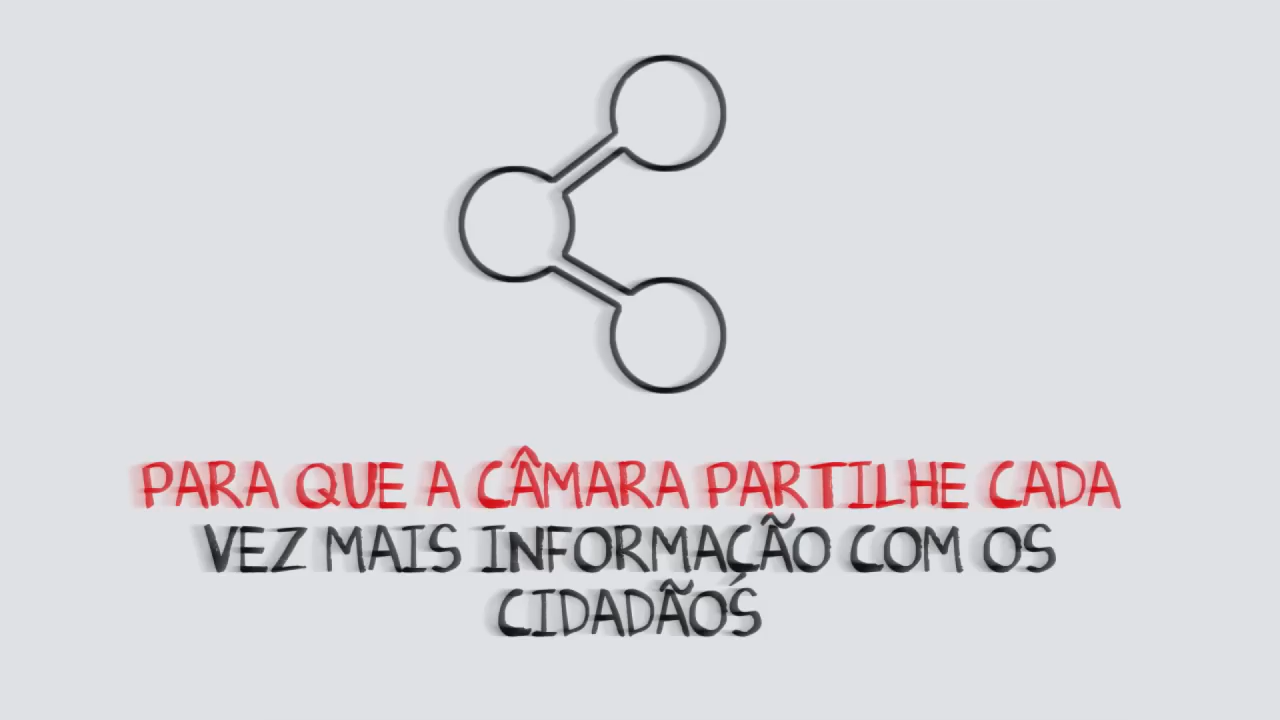 PARA QUE A CÂMARA PARTILHE CADA
VEZ MAIS INFORMAÇÃO COM OS
CIDADÃOS